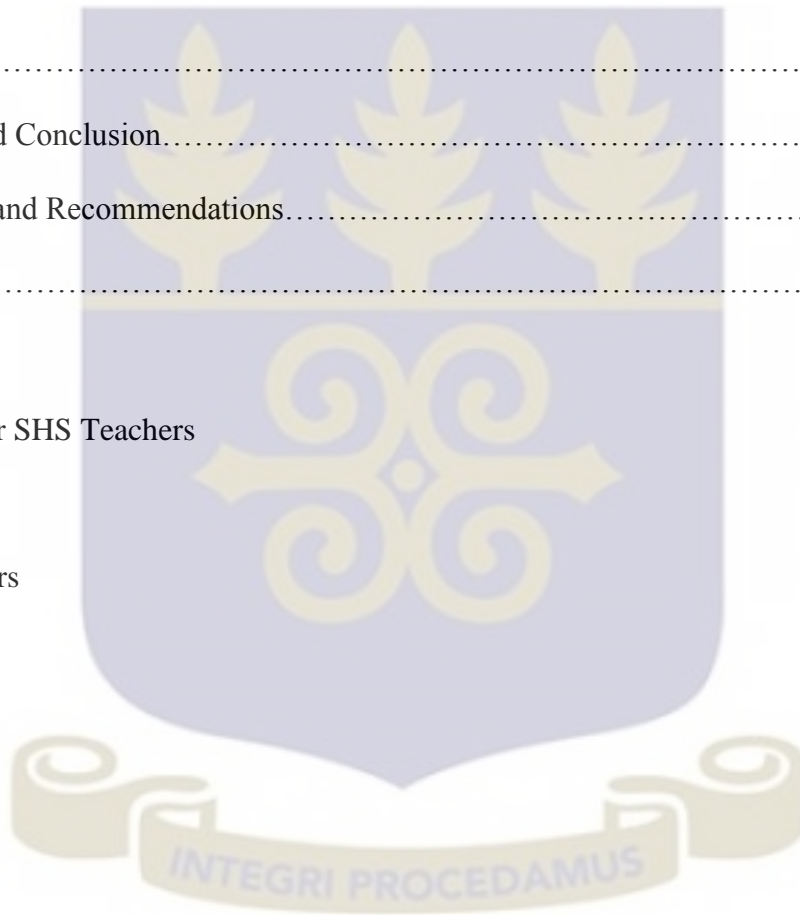 ……………………………………………………
d Conclusion……………………………………………
and Recommendations………………………………
……………………………………………………
r SHS Teachers
rs
INTEGRI PROCEDAMUS